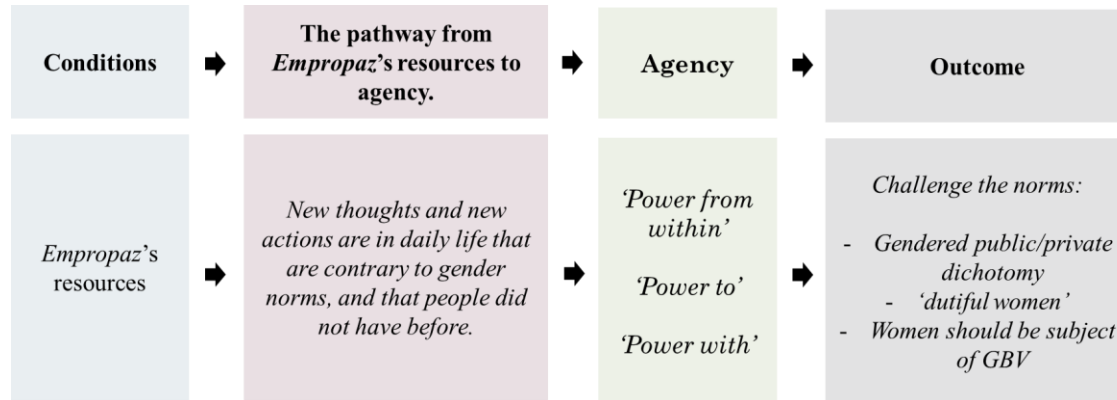 Conditions
The pathway from
Empropaz's resources to
agency.
Agency
Outcome
Empropaz's
resources
New thoughts and new
actions are in daily life that
are contrary to gender
norms, and that people did
not have before.
'Power from
within'
'Power to'
'Power with'
Challenge the norms:
- Gendered public/private
dichotomy
- 'dutiful women'
- Women should be subject
of GBV